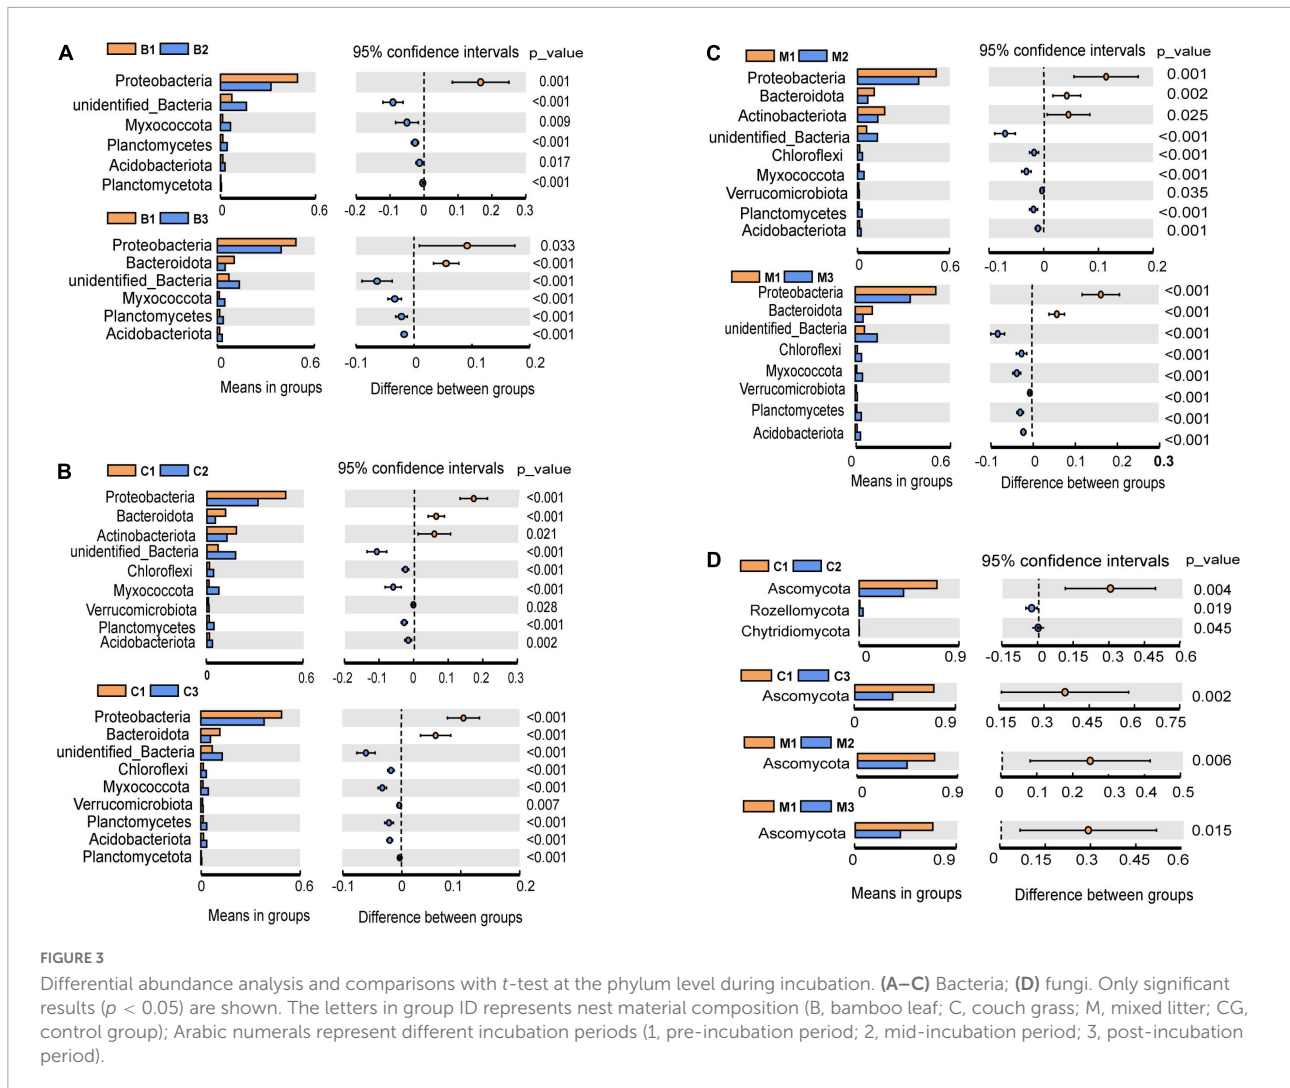 A
B1 B2
95% confidence intervals p_value
Proteobacteria 0.001
unidentified_Bacteria <0.001
Myxococcota 0.009
Planctomycetes <0.001
Acidobacteriota 0.017
Planctomycetota <0.001
0 0.6 -0.2 -0.1 0 0.1 0.2 0.3
B1 B3
Proteobacteria 0.033
Bacteroidota <0.001
unidentified_Bacteria <0.001
Myxococcota <0.001
Planctomycetes <0.001
Acidobacteriota <0.001
0 0.6 -0.1 0 0.1 0.2
Means in groups Difference between groups
B
C1 C2
95% confidence intervals p_value
Proteobacteria <0.001
Bacteroidota <0.001
Actinobacteriota 0.021
unidentified_Bacteria <0.001
Chloroflexi <0.001
Myxococcota <0.001
Verrucomicrobiota 0.028
Planctomycetes <0.001
Acidobacteriota 0.002
0 0.6 -0.2 -0.1 0 0.1 0.2 0.3
C1 C3
Proteobacteria <0.001
Bacteroidota <0.001
unidentified_Bacteria <0.001
Chloroflexi <0.001
Myxococcota <0.001
Verrucomicrobiota 0.007
Planctomycetes <0.001
Acidobacteriota <0.001
Planctomycetota <0.001
0 0.6 -0.1 0 0.1 0.2
Means in groups Difference between groups
C
M1 M2
95% confidence intervals p_value
Proteobacteria 0.001
Bacteroidota 0.002
Actinobacteriota 0.025
unidentified_Bacteria <0.001
Chloroflexi <0.001
Myxococcota <0.001
Verrucomicrobiota 0.035
Planctomycetes <0.001
Acidobacteriota 0.001
0 0.6 -0.1 0 0.1 0.2
M1 M3
Proteobacteria <0.001
Bacteroidota <0.001
unidentified_Bacteria <0.001
Chloroflexi <0.001
Myxococcota <0.001
Verrucomicrobiota <0.001
Planctomycetes <0.001
Acidobacteriota <0.001
0 0.6 -0.1 0 0.1 0.2 0.3
Means in groups Difference between groups
D
C1 C2
95% confidence intervals p_value
Ascomycota 0.004
Rozellomycota 0.019
Chytridiomycota 0.045
0 0.9 -0.15 0 0.15 0.3 0.45 0.6
C1 C3
Ascomycota 0.002
0 0.9 0.15 0.3 0.45 0.6 0.75
M1 M2
Ascomycota 0.006
0 0.9 0 0.1 0.2 0.3 0.4 0.5
M1 M3
Ascomycota 0.015
0 0.9 0 0.15 0.3 0.45 0.6
Means in groups Difference between groups
FIGURE 3
Differential abundance analysis and comparisons with t-test at the phylum level during incubation. (A–C) Bacteria; (D) fungi. Only significant
results (p < 0.05) are shown. The letters in group ID represents nest material composition (B, bamboo leaf; C, couch grass; M, mixed litter; CG,
control group); Arabic numerals represent different incubation periods (1, pre-incubation period; 2, mid-incubation period; 3, post-incubation
period).